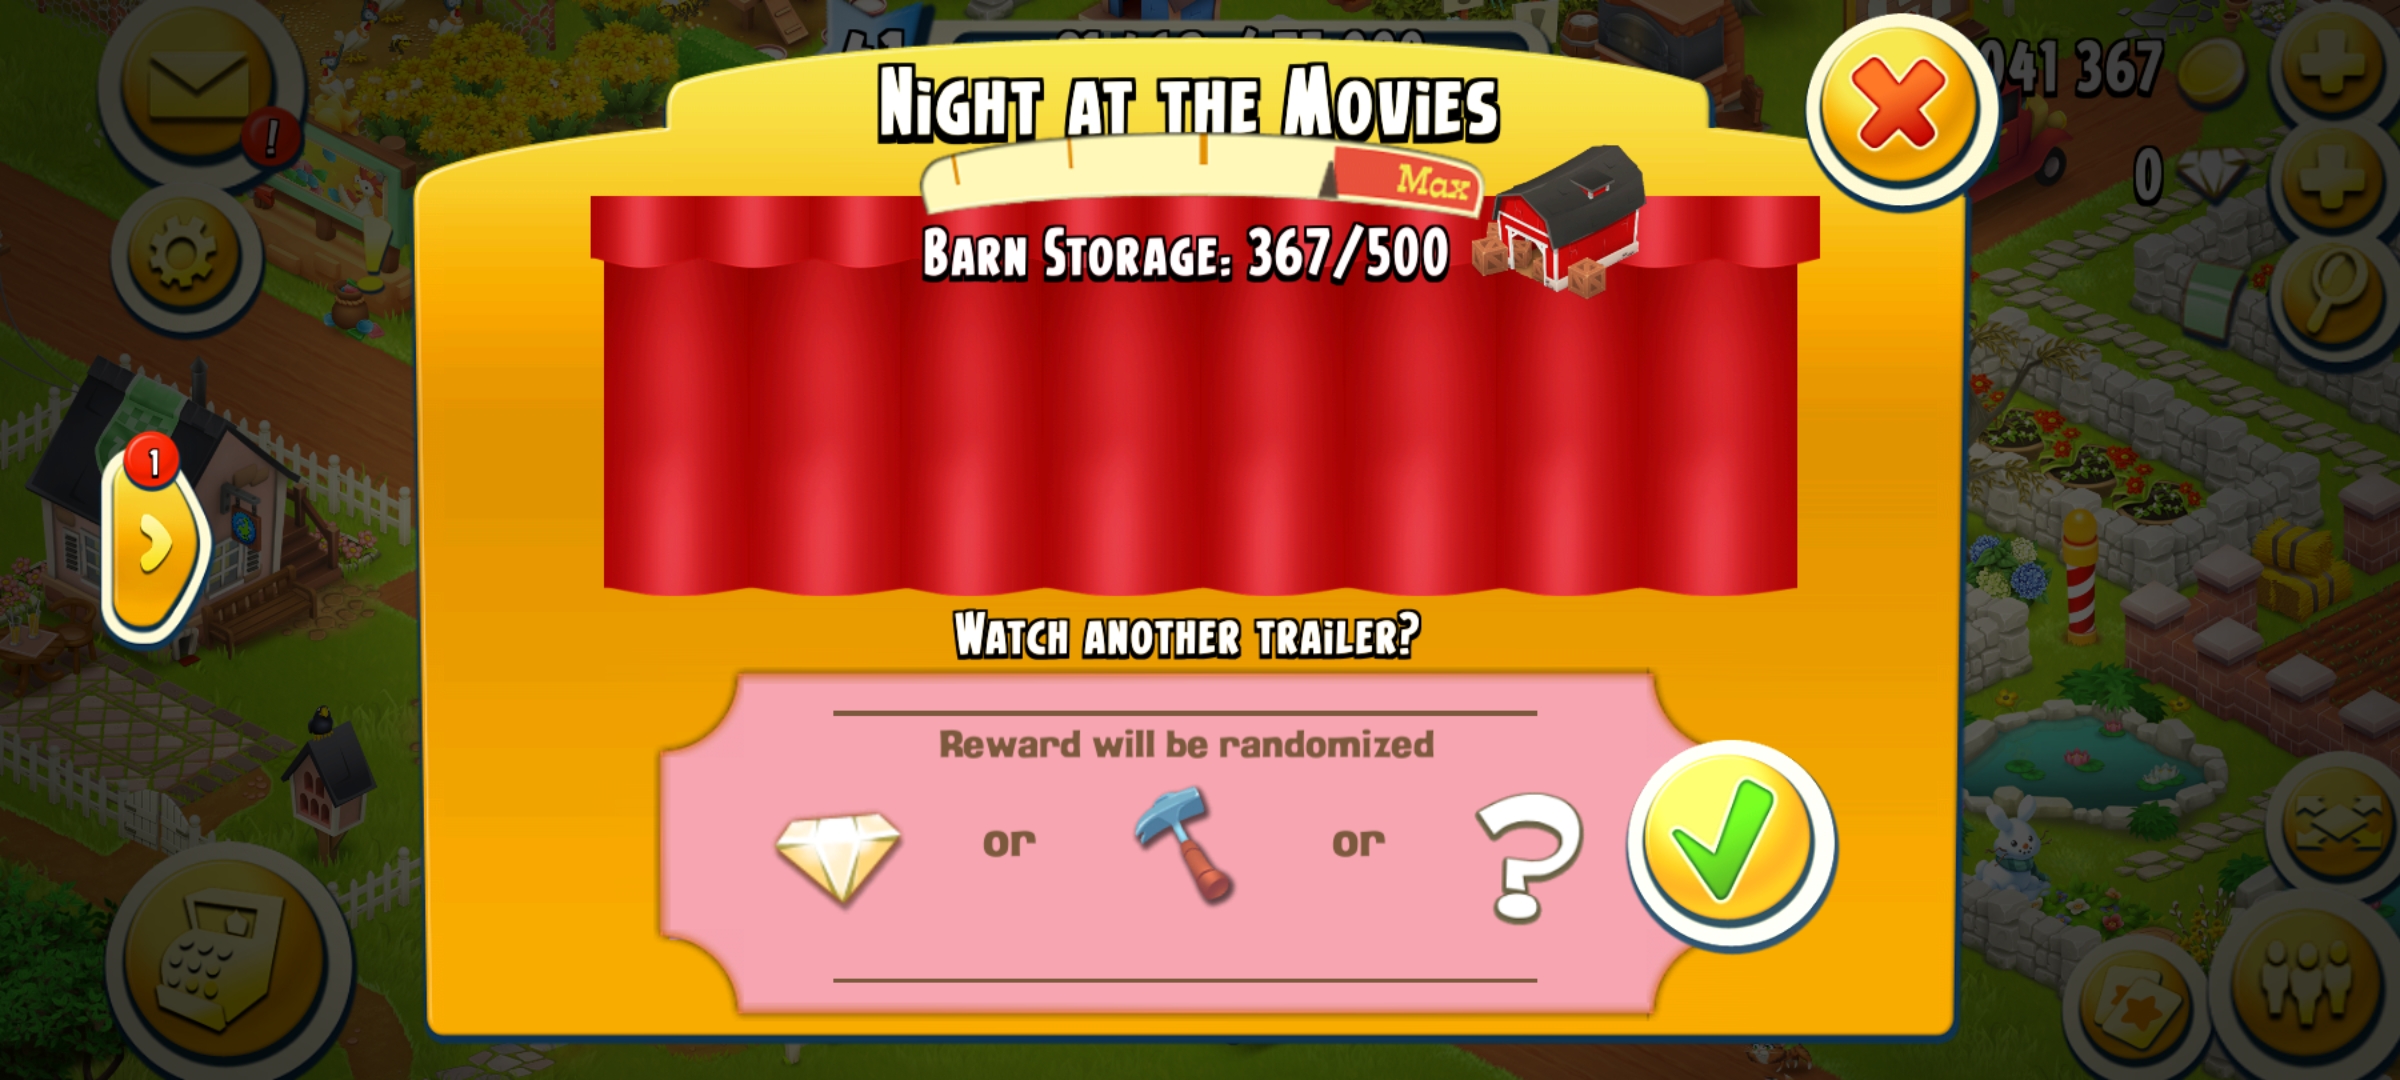 Night at the Movies
041 367
Max
0
Barn Storage: 367/500
1
Watch another trailer?
Reward will be randomized
or
or
?